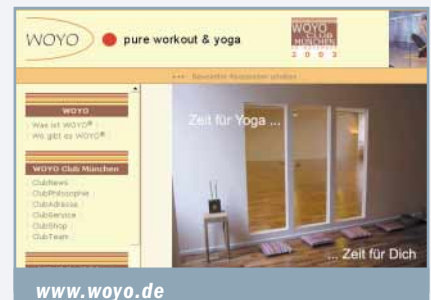 WOYO
pure workout & yoga
WOYO
CLUB
MÜNCHEN
2 0 0 3
Newsletter
WOYO
Was ist WOYO®
Wo gibt es WOYO®
WOYO Club München
ClubNews
ClubPhilosophie
ClubAdresse
ClubService
ClubShop
ClubTeam
Zeit für Yoga ...
... Zeit für Dich
www.woyo.de